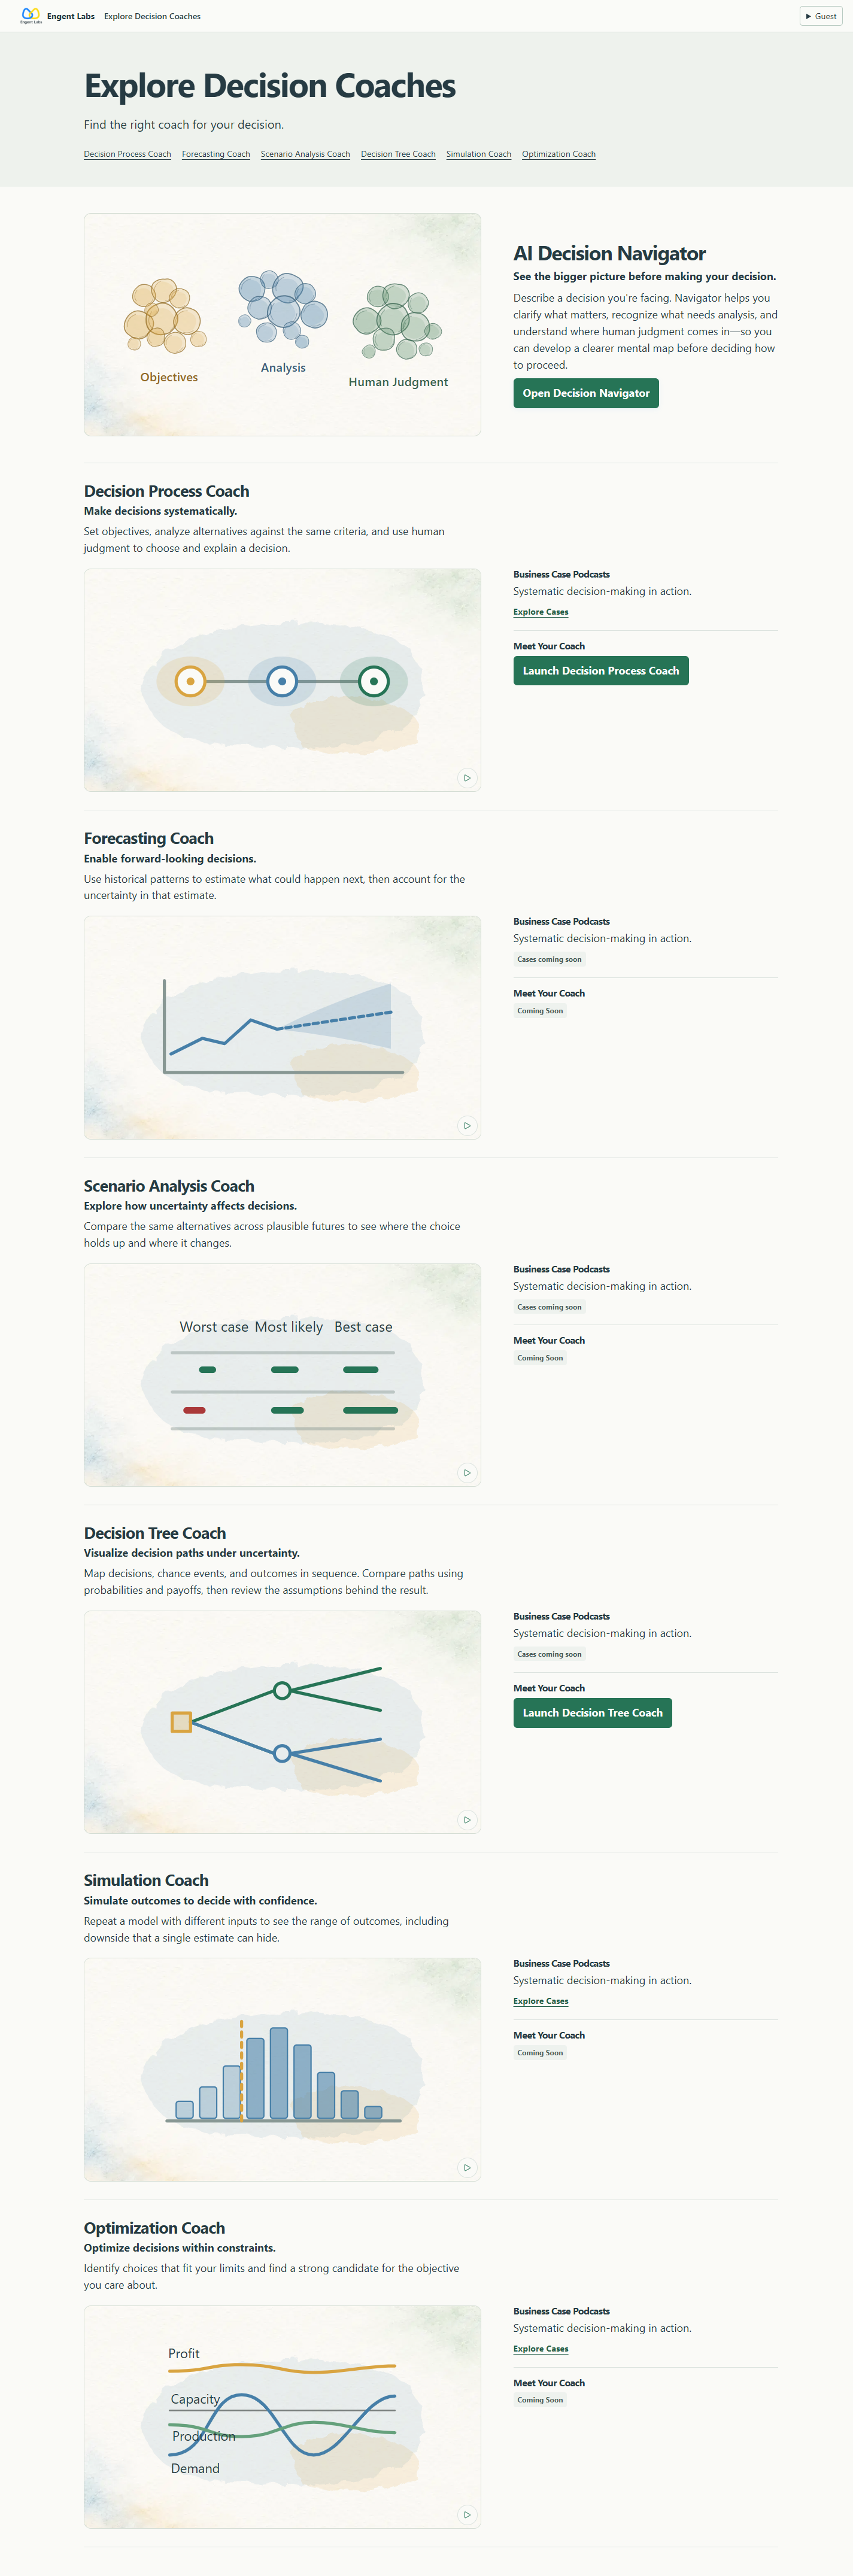 Engent Labs
Engent Labs Explore Decision Coaches
Guest
Explore Decision Coaches
Find the right coach for your decision.
Decision Process Coach Forecasting Coach Scenario Analysis Coach Decision Tree Coach Simulation Coach Optimization Coach
Objectives
Analysis
Human Judgment
AI Decision Navigator
See the bigger picture before making your decision.
Describe a decision you're facing. Navigator helps you
clarify what matters, recognize what needs analysis, and
understand where human judgment comes in—so you
can develop a clearer mental map before deciding how
to proceed.
Open Decision Navigator
Decision Process Coach
Make decisions systematically.
Set objectives, analyze alternatives against the same criteria, and use human
judgment to choose and explain a decision.
Business Case Podcasts
Systematic decision-making in action.
Explore Cases
Meet Your Coach
Launch Decision Process Coach
Forecasting Coach
Enable forward-looking decisions.
Use historical patterns to estimate what could happen next, then account for the
uncertainty in that estimate.
Business Case Podcasts
Systematic decision-making in action.
Cases coming soon
Meet Your Coach
Coming Soon
Scenario Analysis Coach
Explore how uncertainty affects decisions.
Compare the same alternatives across plausible futures to see where the choice
holds up and where it changes.
Worst case Most likely Best case
Business Case Podcasts
Systematic decision-making in action.
Cases coming soon
Meet Your Coach
Coming Soon
Decision Tree Coach
Visualize decision paths under uncertainty.
Map decisions, chance events, and outcomes in sequence. Compare paths using
probabilities and payoffs, then review the assumptions behind the result.
Business Case Podcasts
Systematic decision-making in action.
Cases coming soon
Meet Your Coach
Launch Decision Tree Coach
Simulation Coach
Simulate outcomes to decide with confidence.
Repeat a model with different inputs to see the range of outcomes, including
downside that a single estimate can hide.
Business Case Podcasts
Systematic decision-making in action.
Explore Cases
Meet Your Coach
Coming Soon
Optimization Coach
Optimize decisions within constraints.
Identify choices that fit your limits and find a strong candidate for the objective
you care about.
Profit
Capacity
Production
Demand
Business Case Podcasts
Systematic decision-making in action.
Explore Cases
Meet Your Coach
Coming Soon